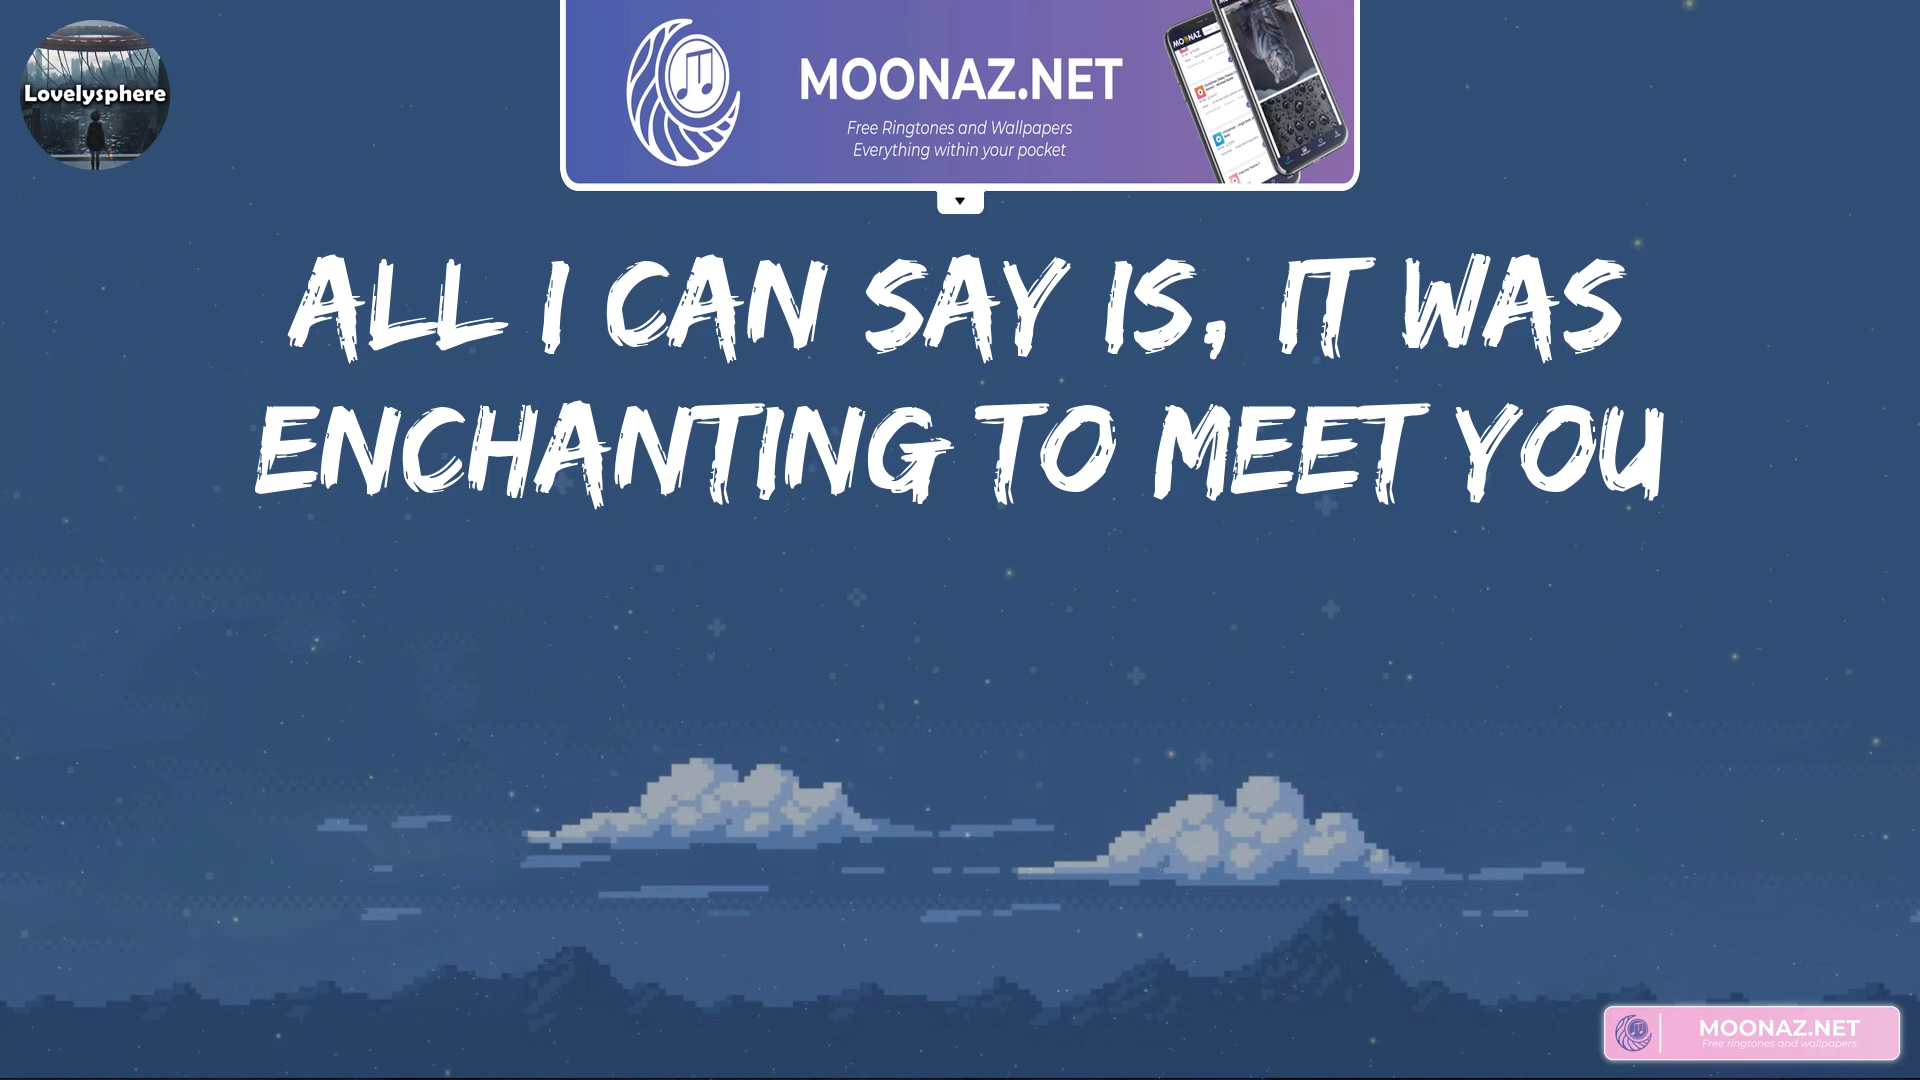 Lovelysphere
MOONAZ.NET
Free Ringtones and Wallpapers
Everything within your pocket
MOONAZ
ALL I CAN SAY IS, IT WAS
ENCHANTING TO MEET YOU
MOONAZ.NET
Free ringtones and wallpapers